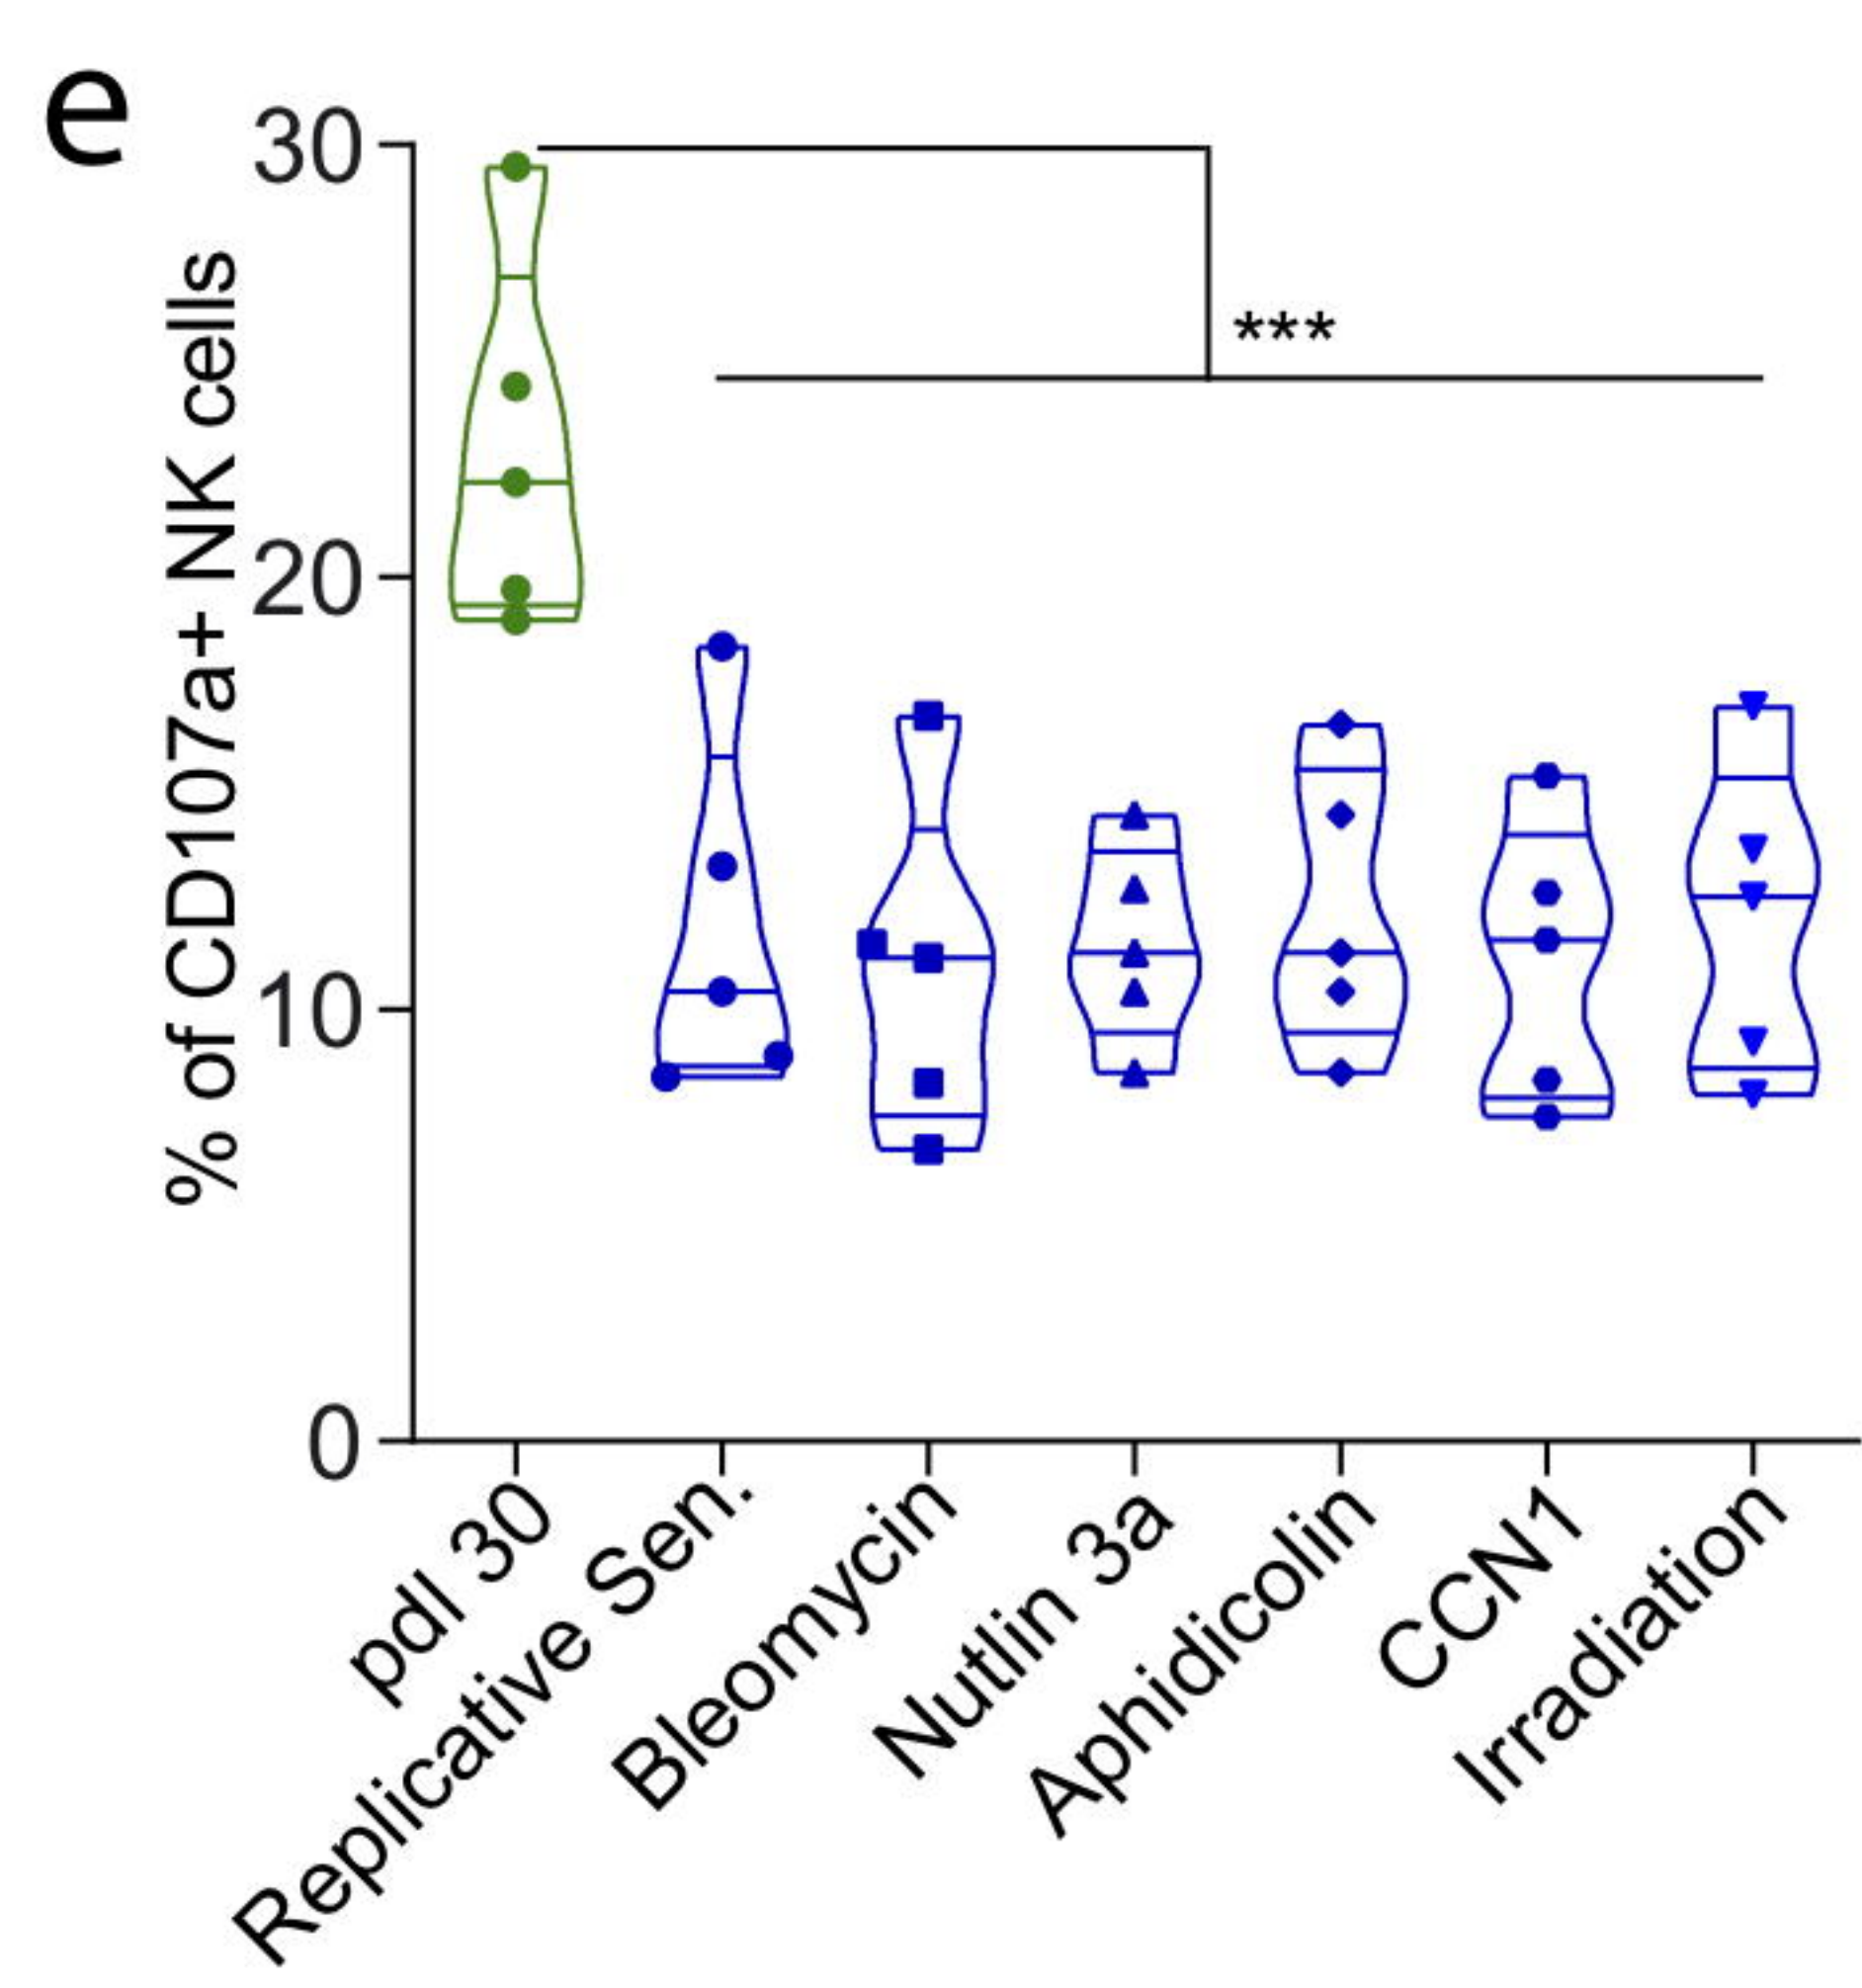 e
% of CD107a+ NK cells
30
20
10
0
***
pdl 30
Replicative Sen.
Bleomycin
Nutlin 3a
Aphidicolin
CCN1
Irradiation